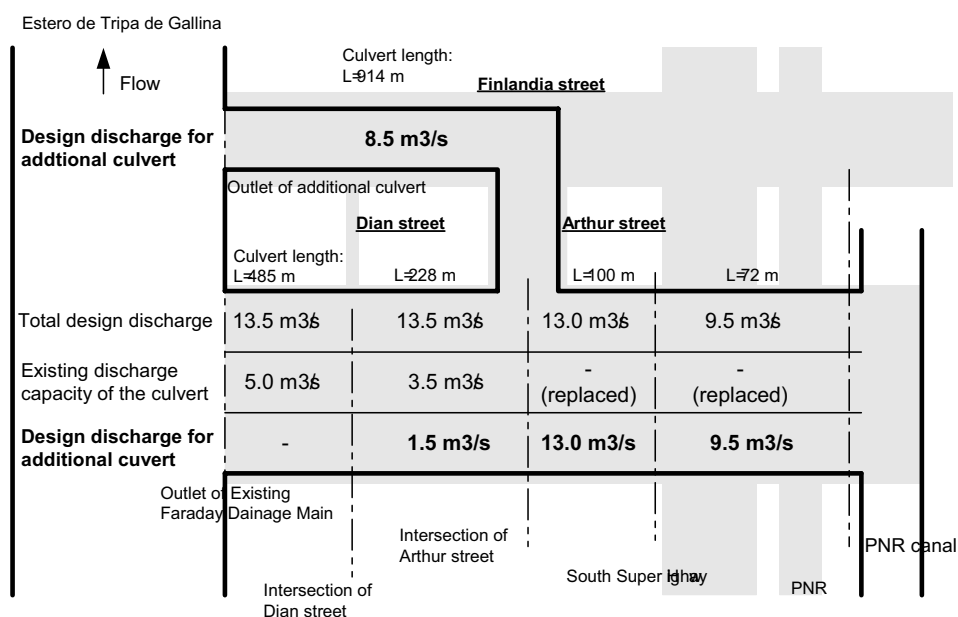 Estero de Tripa de Gallina
Flow
Culvert length:
L=914 m
Finlandia street
Design discharge for
addtional culvert
8.5 m3/s
Outlet of additional culvert
Dian street
Arthur street
Culvert length:
L=485 m
L=228 m
L=100 m
L=72 m
Total design discharge
13.5 m3/s
13.5 m3/s
13.0 m3/s
9.5 m3/s
Existing discharge
capacity of the culvert
5.0 m3/s
3.5 m3/s
-
(replaced)
-
(replaced)
Design discharge for
additional cuvert
-
1.5 m3/s
13.0 m3/s
9.5 m3/s
Outlet of Existing
Faraday Dainage Main
Intersection of
Arthur street
PNR canal
South Super
PNR
Intersection of
Dian street